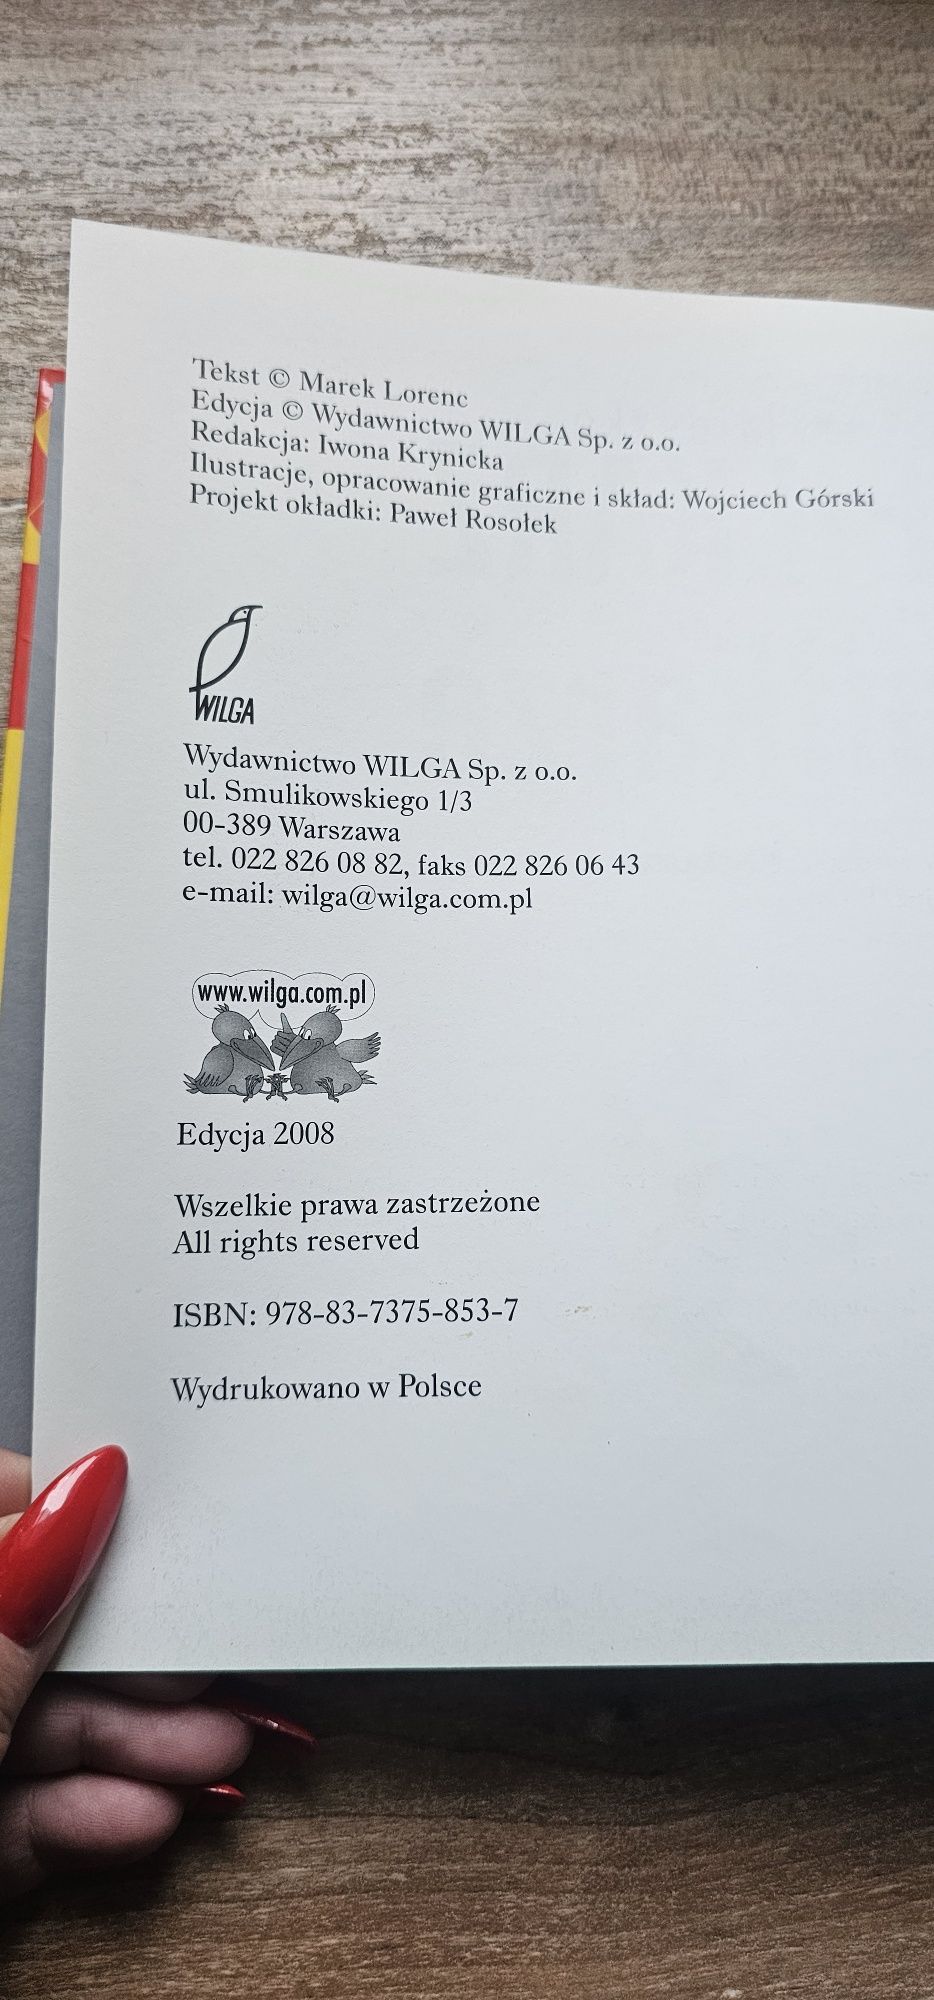 Tekst © Marek Lorenc
Edycja © Wydawnictwo WILGA Sp. z o.o.
Redakcja: Iwona Krynicka
Ilustracje, opracowanie graficzne i skład: Wojciech Górski
Projekt okładki: Paweł Rosołek
WILGA
Wydawnictwo WILGA Sp. z o.o.
ul. Smulikowskiego 1/3
00-389 Warszawa
tel. 022 826 08 82, faks 022 826 06 43
e-mail: wilga@wilga.com.pl
www.wilga.com.pl
Edycja 2008
Wszelkie prawa zastrzeżone
All rights reserved
ISBN: 978-83-7375-853-7
Wydrukowano w Polsce